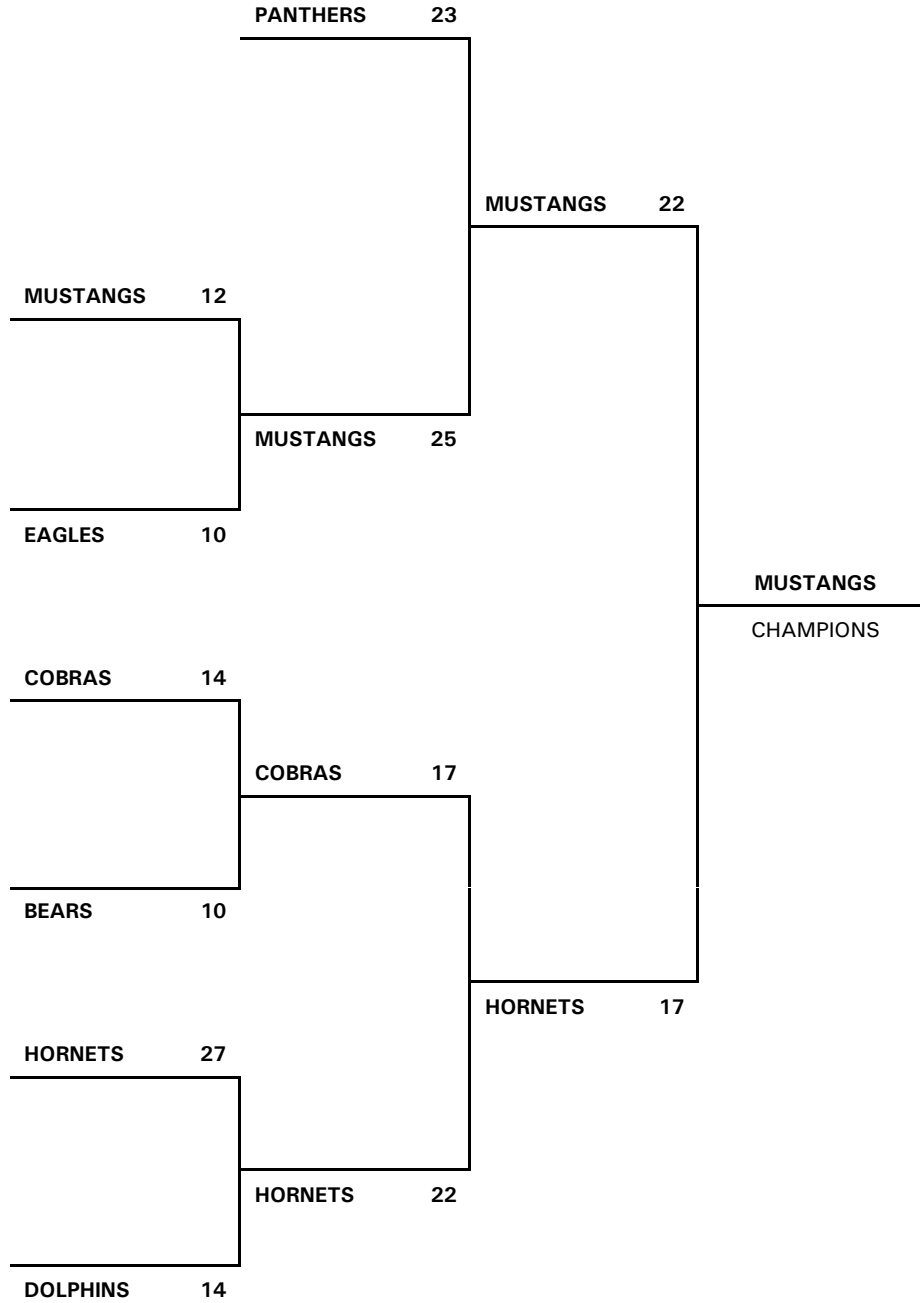 PANTHERS 23
MUSTANGS 22
MUSTANGS 12
MUSTANGS 25
EAGLES 10
MUSTANGS
CHAMPIONS
COBRAS 14
COBRAS 17
BEARS 10
HORNETS 17
HORNETS 27
HORNETS 22
DOLPHINS 14